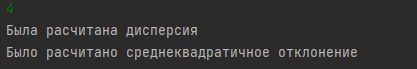 4
Была расчитана дисперсия
Было расчитано среднеквадратичное отклонение